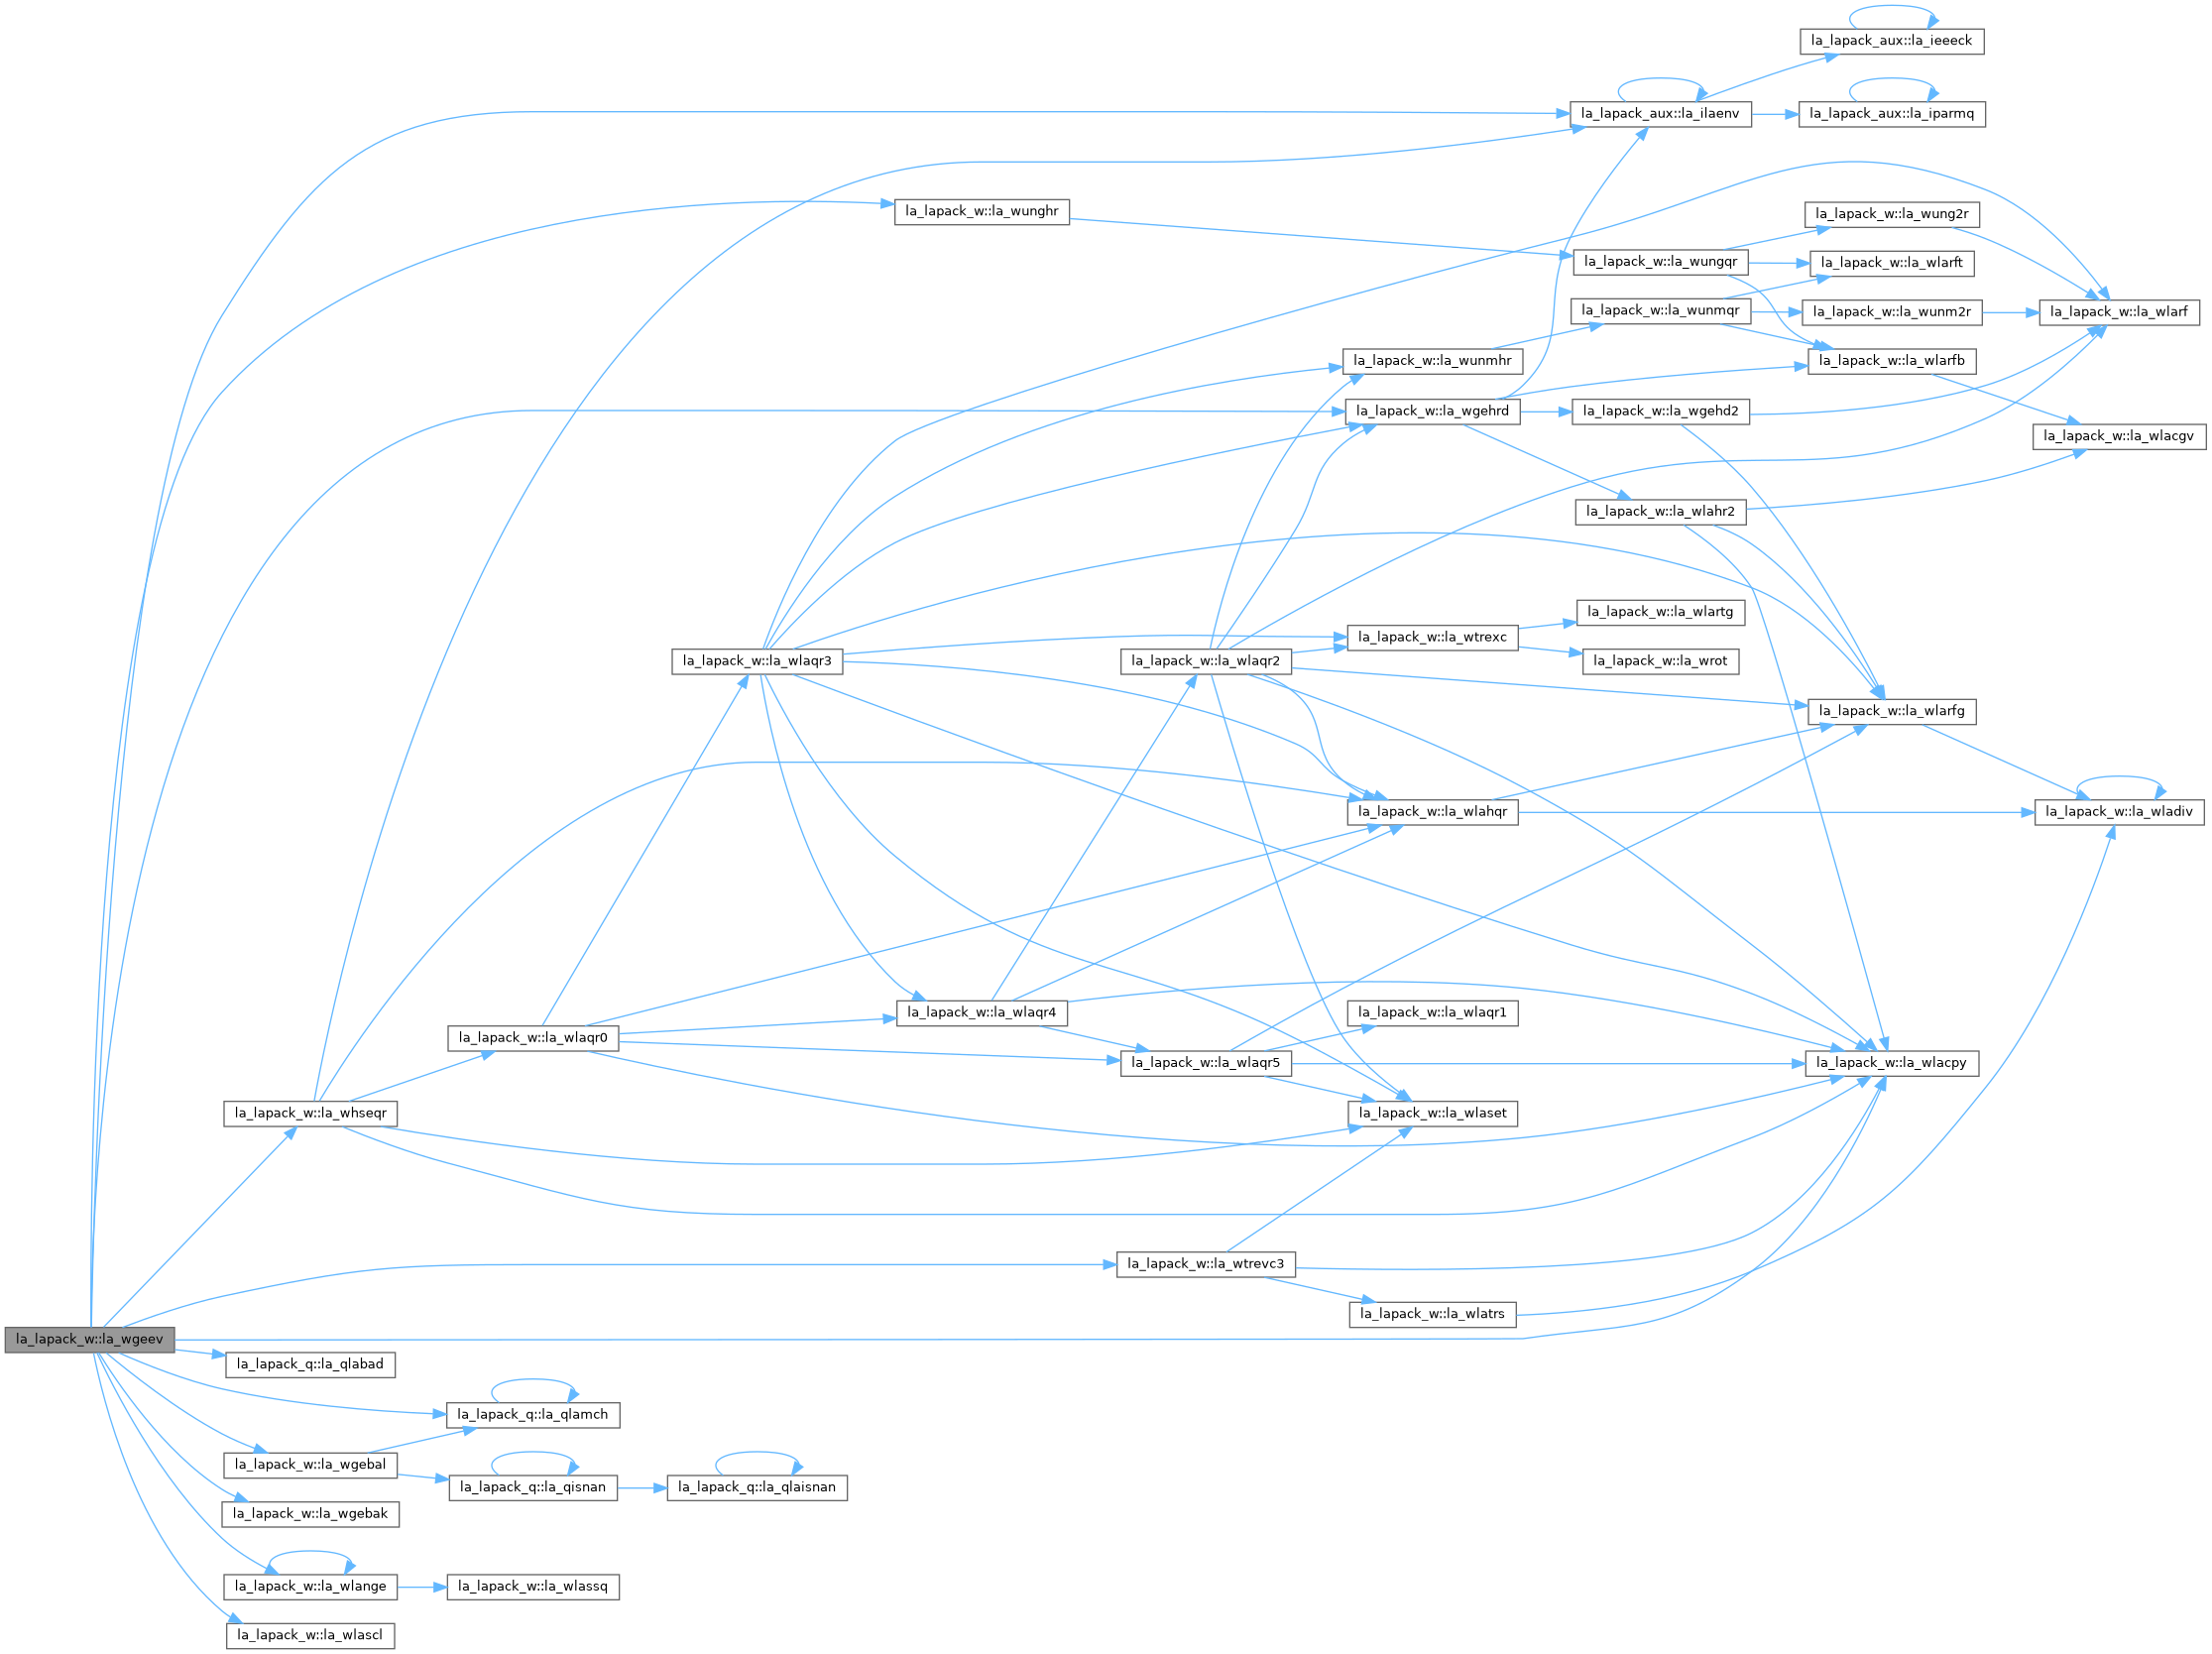 la_lapack_aux::la_ieeeck
la_lapack_aux::la_ilaenv
la_lapack_aux::la_iparmq
la_lapack_w::la_wunghr
la_lapack_w::la_wung2r
la_lapack_w::la_wungqr
la_lapack_w::la_wlarft
la_lapack_w::la_wunmqr
la_lapack_w::la_wunm2r
la_lapack_w::la_wlarf
la_lapack_w::la_wunmhr
la_lapack_w::la_wlarfb
la_lapack_w::la_wgehrd
la_lapack_w::la_wgehd2
la_lapack_w::la_wlacgv
la_lapack_w::la_wlahr2
la_lapack_w::la_wlartg
la_lapack_w::la_wtrexc
la_lapack_w::la_wlaqr3
la_lapack_w::la_wlaqr2
la_lapack_w::la_wrot
la_lapack_w::la_wlarfg
la_lapack_w::la_wlahqr
la_lapack_w::la_wladiv
la_lapack_w::la_wlaqr4
la_lapack_w::la_wlaqr1
la_lapack_w::la_wlaqr0
la_lapack_w::la_wlaqr5
la_lapack_w::la_wlacpy
la_lapack_w::la_whseqr
la_lapack_w::la_wlaset
la_lapack_w::la_wtrevc3
la_lapack_w::la_wlatrs
la_lapack_w::la_wgeev
la_lapack_q::la_qlabad
la_lapack_q::la_qlamch
la_lapack_w::la_wgebal
la_lapack_q::la_qisnan
la_lapack_q::la_qlaisnan
la_lapack_w::la_wgebak
la_lapack_w::la_wlange
la_lapack_w::la_wlassq
la_lapack_w::la_wlascl